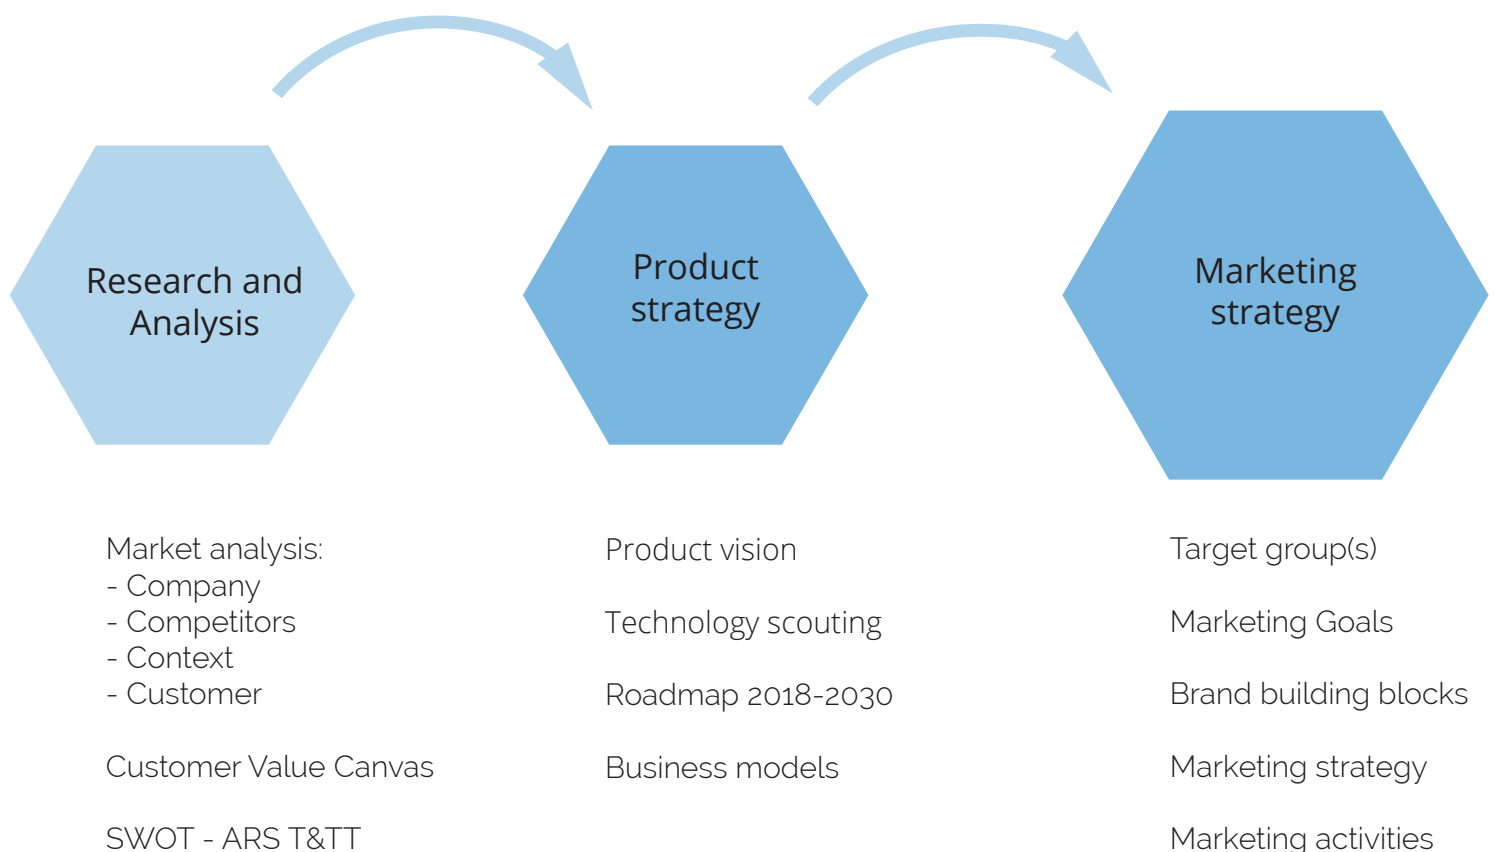 Research and
Analysis
Product
strategy
Marketing
strategy
Market analysis:
- Company
- Competitors
- Context
- Customer
Customer Value Canvas
SWOT - ARS T&TT
Product vision
Technology scouting
Roadmap 2018-2030
Business models
Target group(s)
Marketing Goals
Brand building blocks
Marketing strategy
Marketing activities